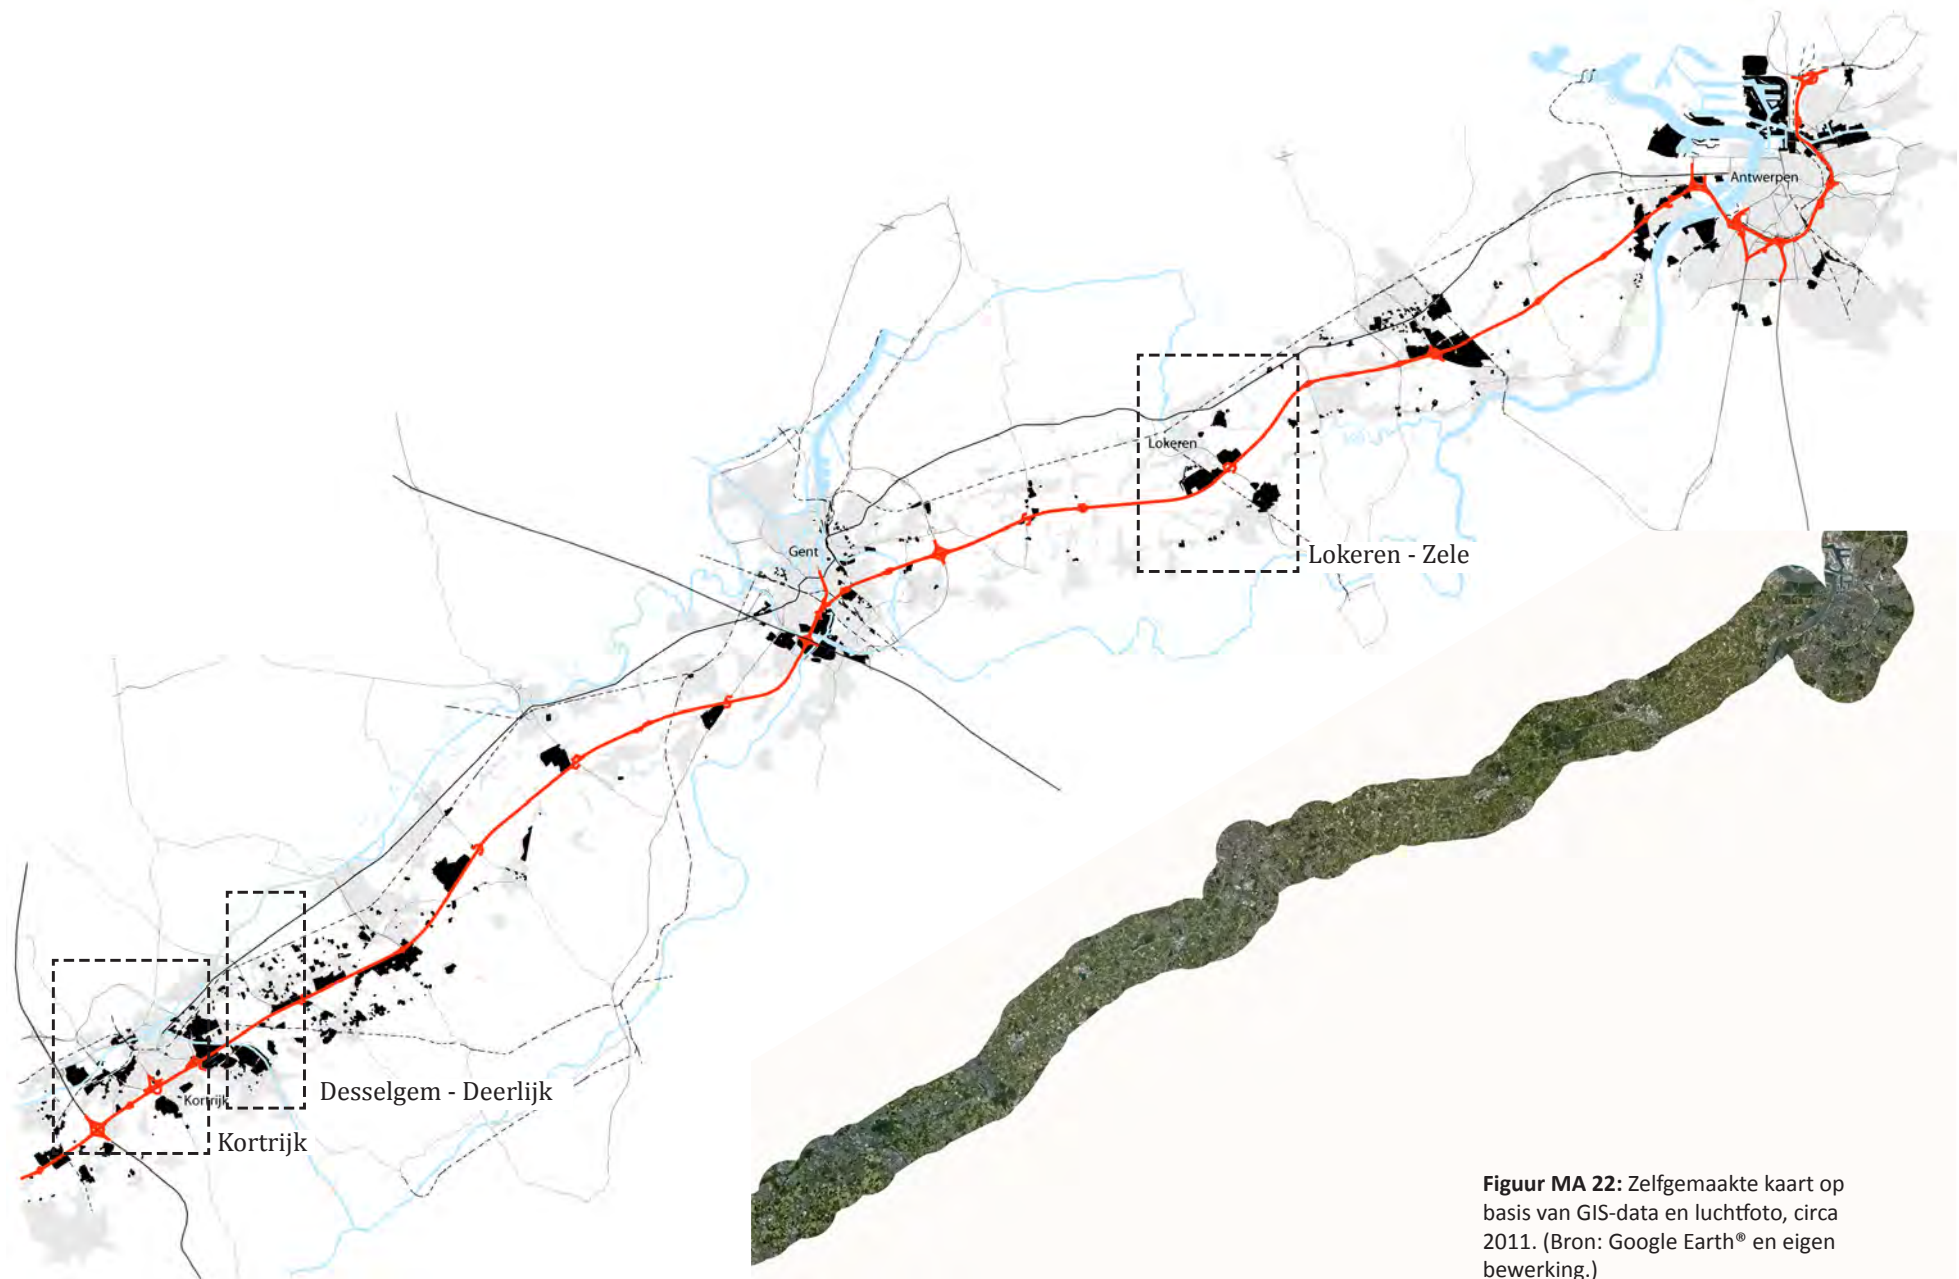 Antwerpen
Lokeren
Gent
Lokeren - Zele
Desselgem - Deerlijk
Kortrijk
Kortrijk
Figuur MA 22: Zelfgemaakte kaart op
basis van GIS-data en luchtfoto, circa
2011. (Bron: Google Earth® en eigen
bewerking.)